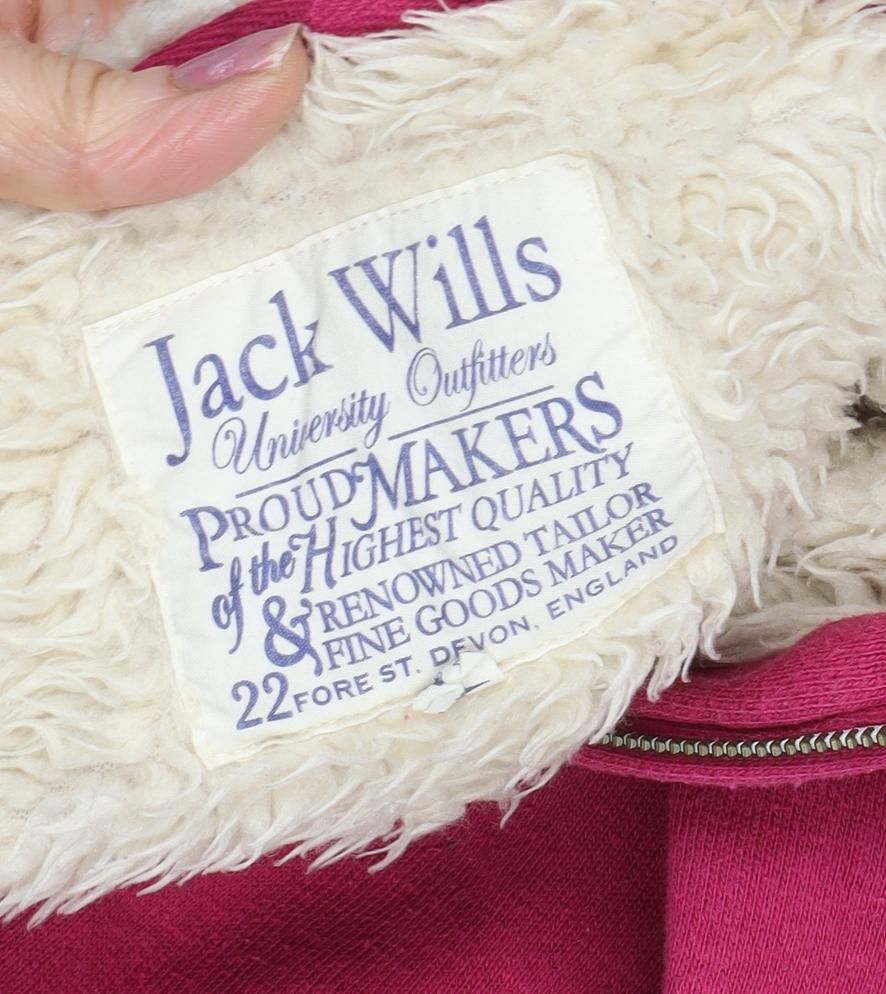 Jack Wills
University Outfitters
PROUD MAKERS
of the HIGHEST QUALITY
& RENOWNED TAILOR
FINE GOODS MAKER
22 FORE ST. DEVON, ENGLAND